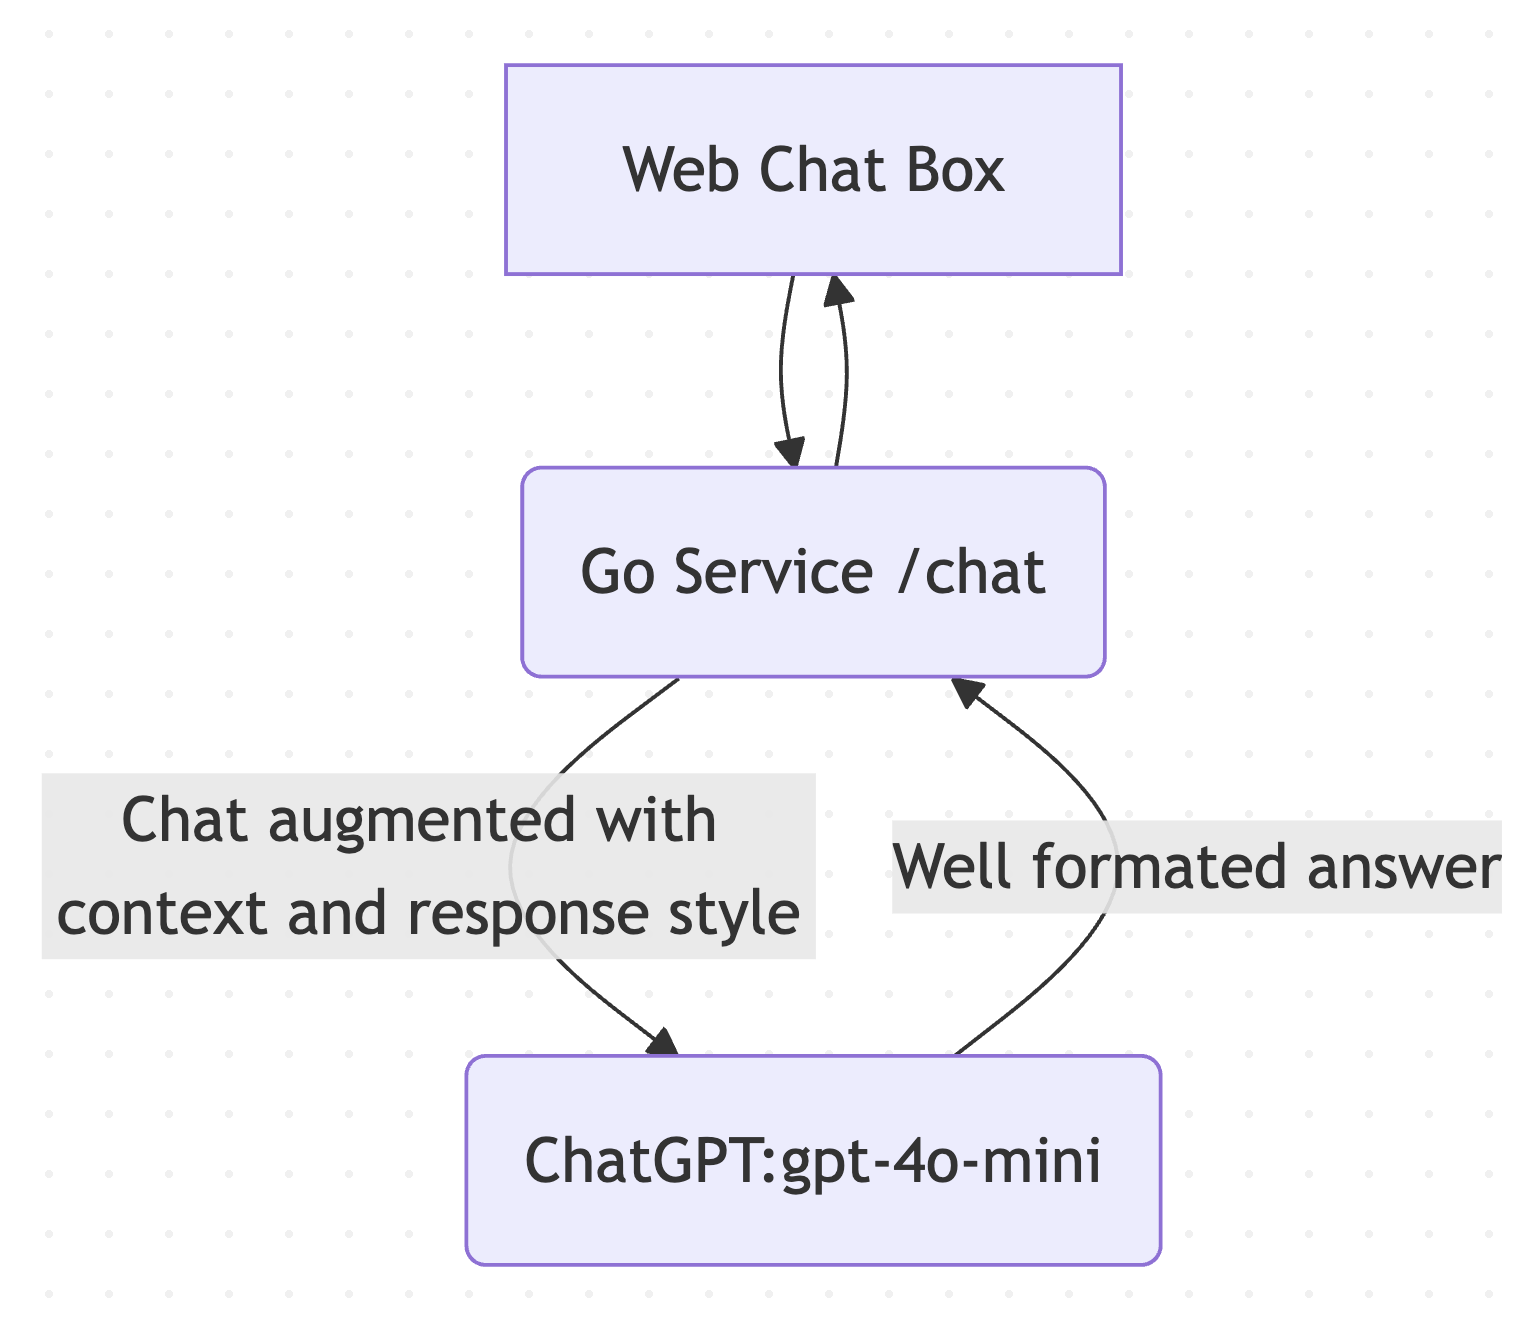 Web Chat Box
Go Service /chat
Chat augmented with
context and response style
Well formated answer
ChatGPT:gpt-4o-mini